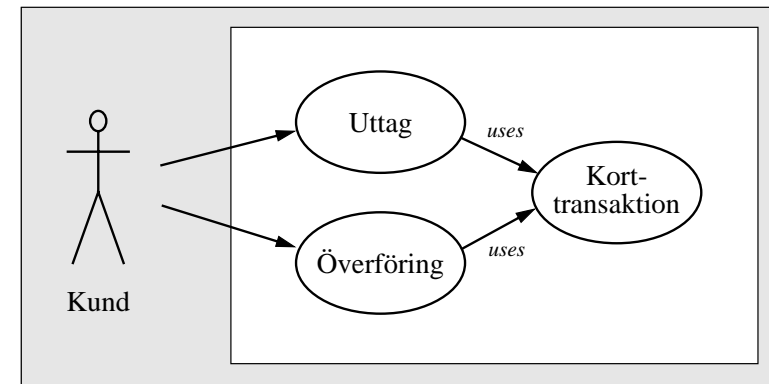 Uttag
uses
Kort-
transaktion
Överföring
uses
Kund